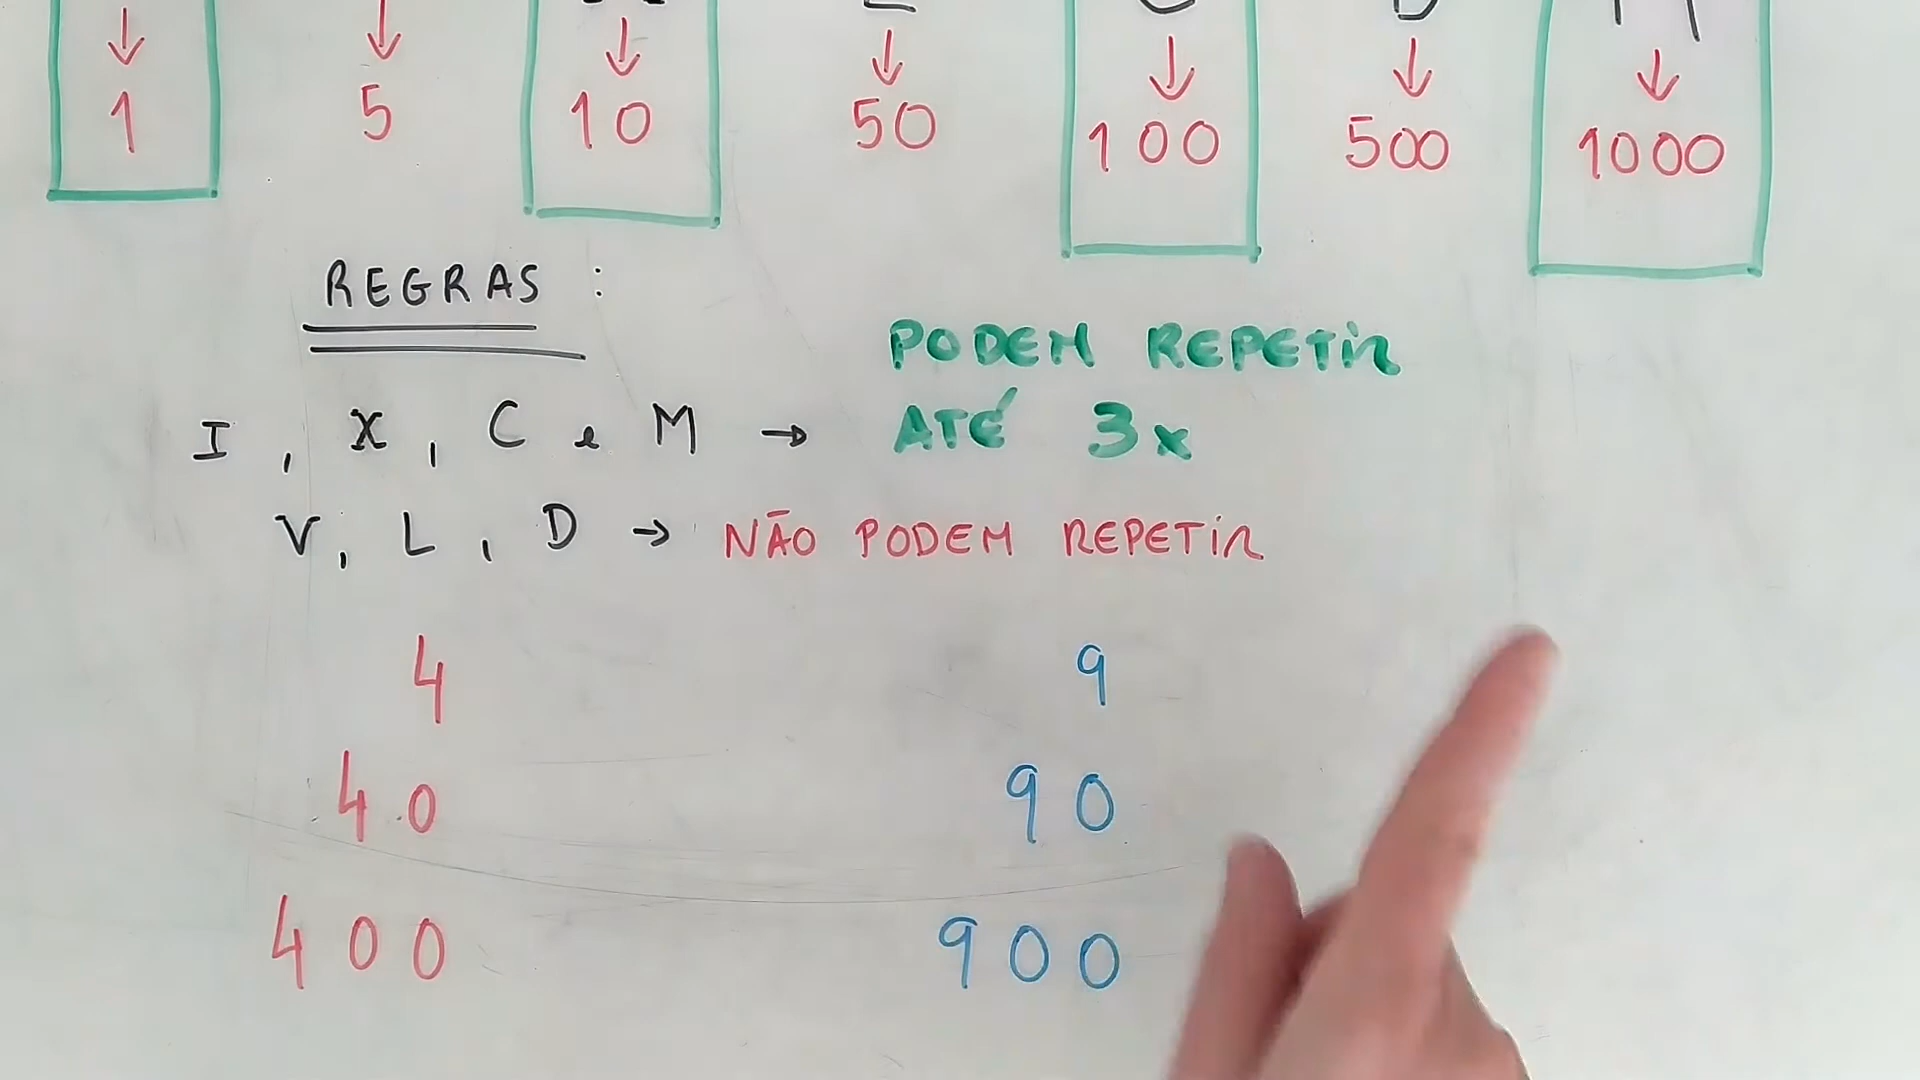 1 5 10 50 100 500 1000
REGRAS :
PODEM REPETIR
I , X , C e M → ATÉ 3x
V, L , D → NÃO PODEM REPETIR
4 9
40 90
400 900